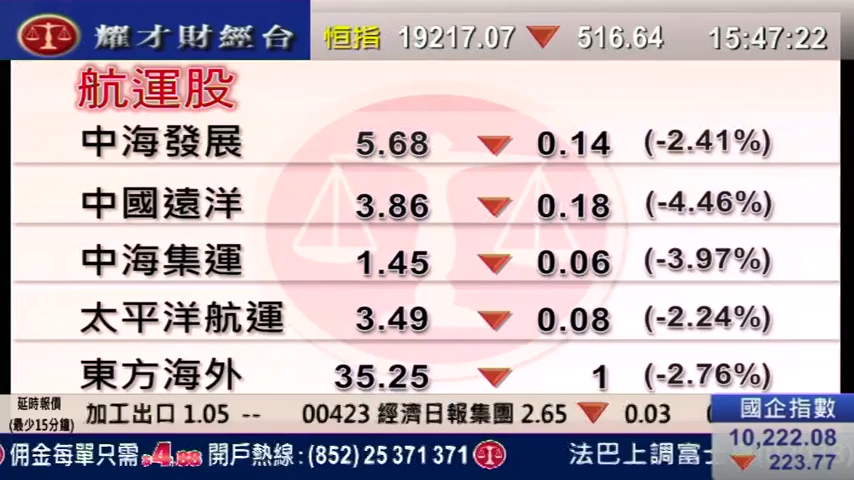 耀才財經台 恒指 19217.07 ▼ 516.64 15:47:22
航運股
中海發展 5.68 ▼ 0.14 (-2.41%)
中國遠洋 3.86 ▼ 0.18 (-4.46%)
中海集運 1.45 ▼ 0.06 (-3.97%)
太平洋航運 3.49 ▼ 0.08 (-2.24%)
東方海外 35.25 ▼ 1 (-2.76%)
延時報價
(最少15分鐘)
加工出口 1.05 -- 00423 經濟日報集團 2.65 ▼ 0.03
國企指數
10,222.08
▼ 223.77
佣金每單只需 開戶熱線:(852) 25 371 371 法巴上調富士